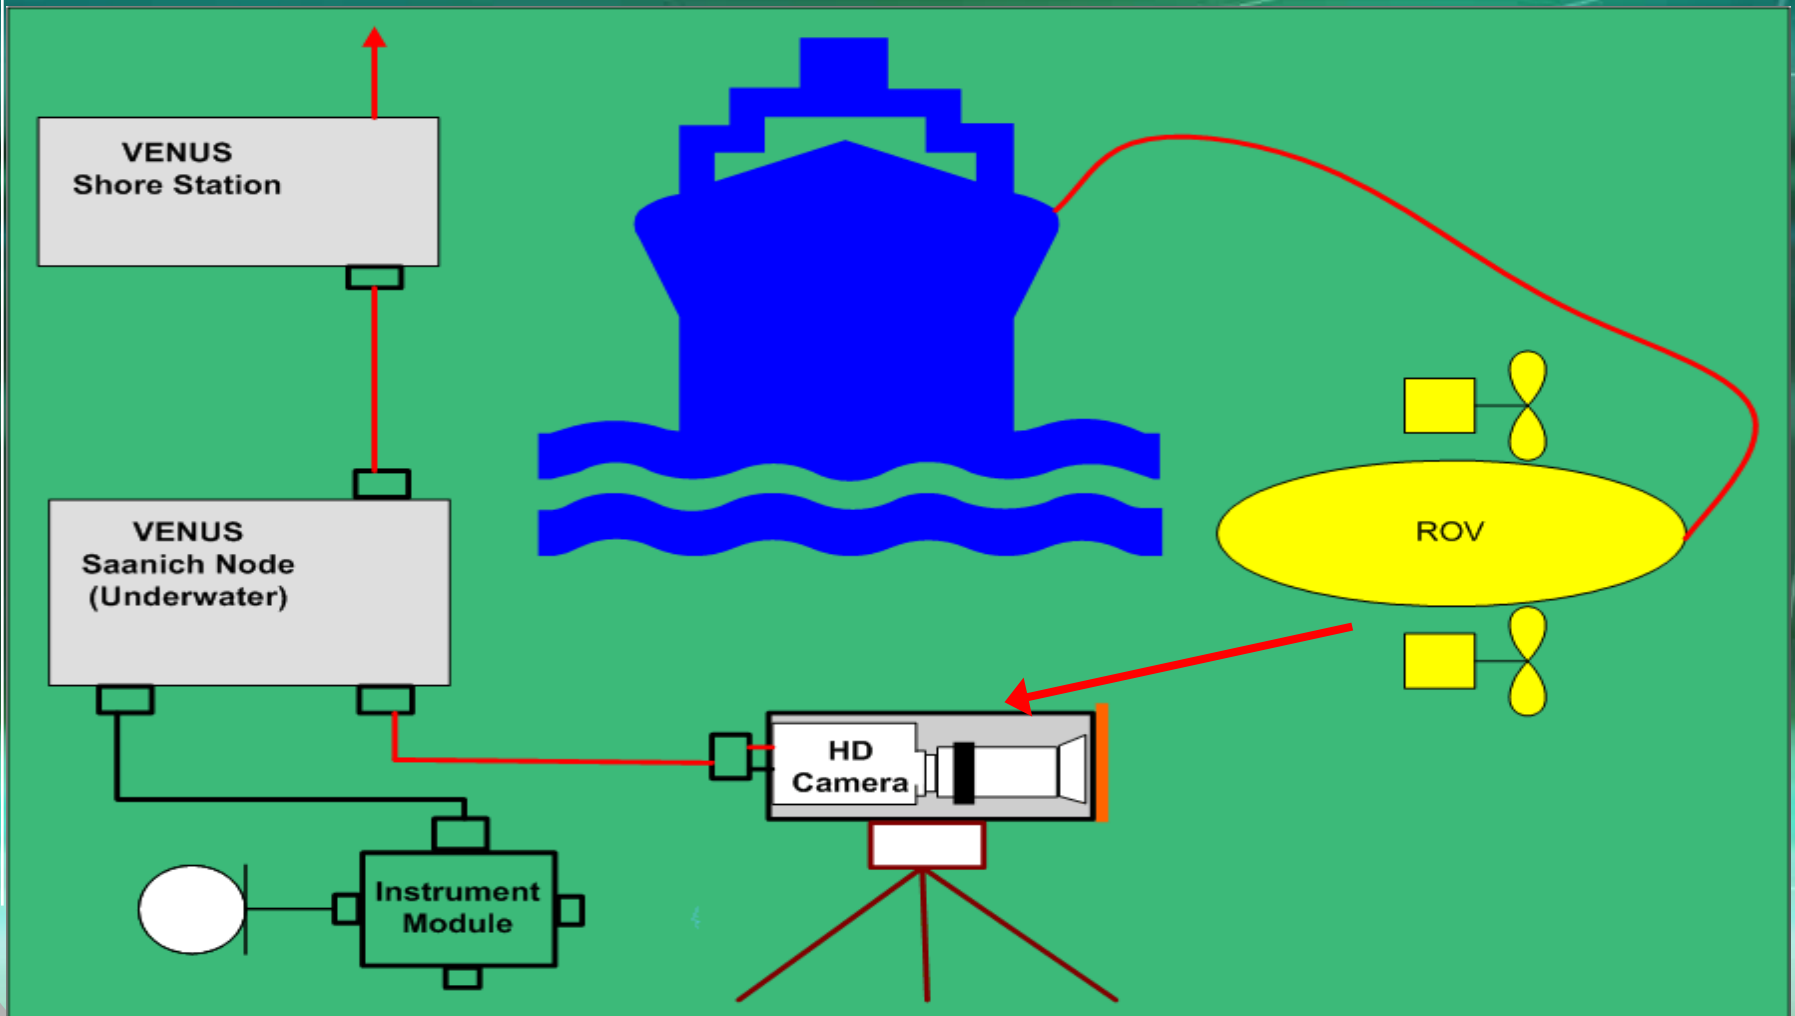 VENUS
Shore Station
VENUS
Saanich Node
(Underwater)
ROV
HD
Camera
Instrument
Module